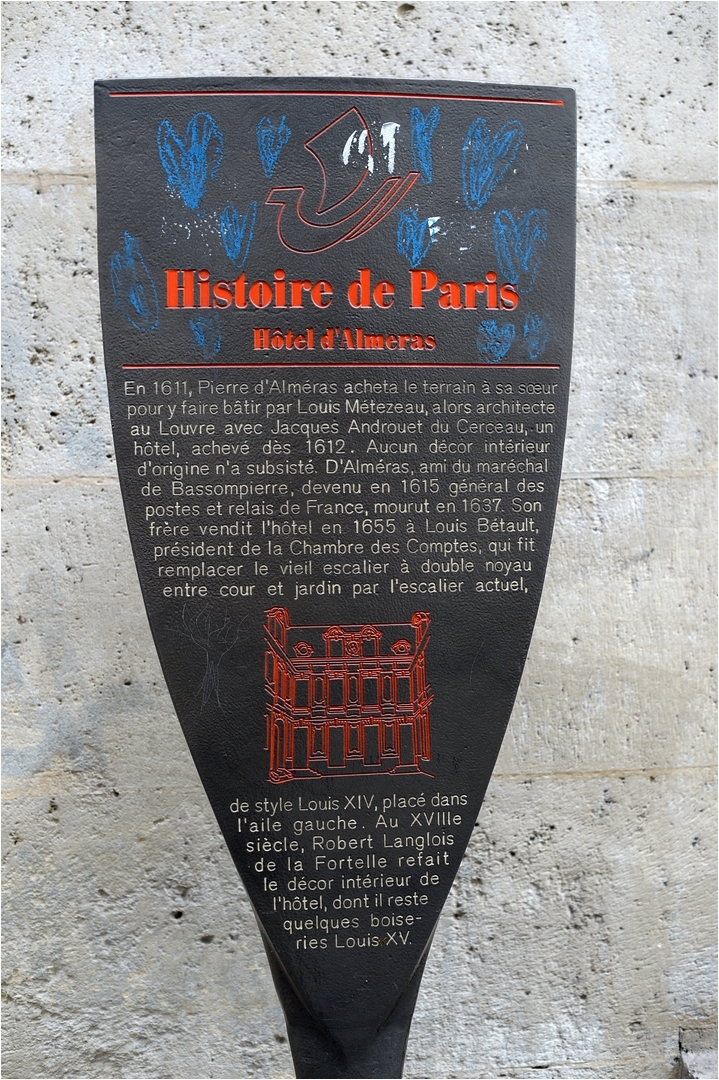 Histoire de Paris
Hôtel d'Almeras
En 1611, Pierre d'Alméras acheta le terrain à sa sœur
pour y faire bâtir par Louis Métezeau, alors architecte
au Louvre avec Jacques Androuet du Cerceau, un
hôtel, achevé dès 1612. Aucun décor intérieur
d'origine n'a subsisté. D'Alméras, ami du maréchal
de Bassompierre, devenu en 1615 général des
postes et relais de France, mourut en 1637. Son
frère vendit l'hôtel en 1655 à Louis Bétault,
président de la Chambre des Comptes, qui fit
remplacer le vieil escalier à double noyau
entre cour et jardin par l'escalier actuel,
de style Louis XIV, placé dans
l'aile gauche. Au XVIIIe
siècle, Robert Langlois
de la Fortelle refait
le décor intérieur de
l'hôtel, dont il reste
quelques boise-
ries Louis XV.